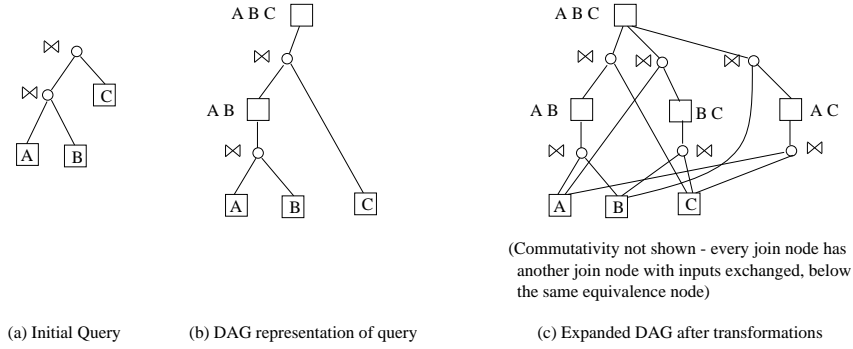 ⋈
⋈
C
A
B
(a) Initial Query
A B C
⋈
A B
⋈
A
B
C
(b) DAG representation of query
A B C
⋈
⋈
⋈
A B
B C
A C
⋈
⋈
⋈
A
B
C
(Commutativity not shown - every join node has
another join node with inputs exchanged, below
the same equivalence node)
(c) Expanded DAG after transformations